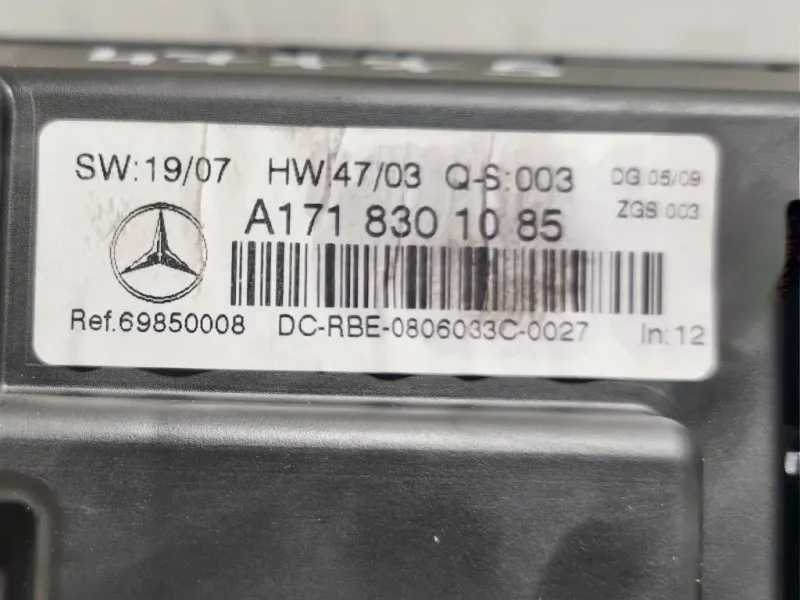 SW:19/07 HW 47/03 Q-S:003 DG 05/09
A171 830 10 85 ZGS 003
Ref.69850008 DC-RBE-0806033C-0027 In:12